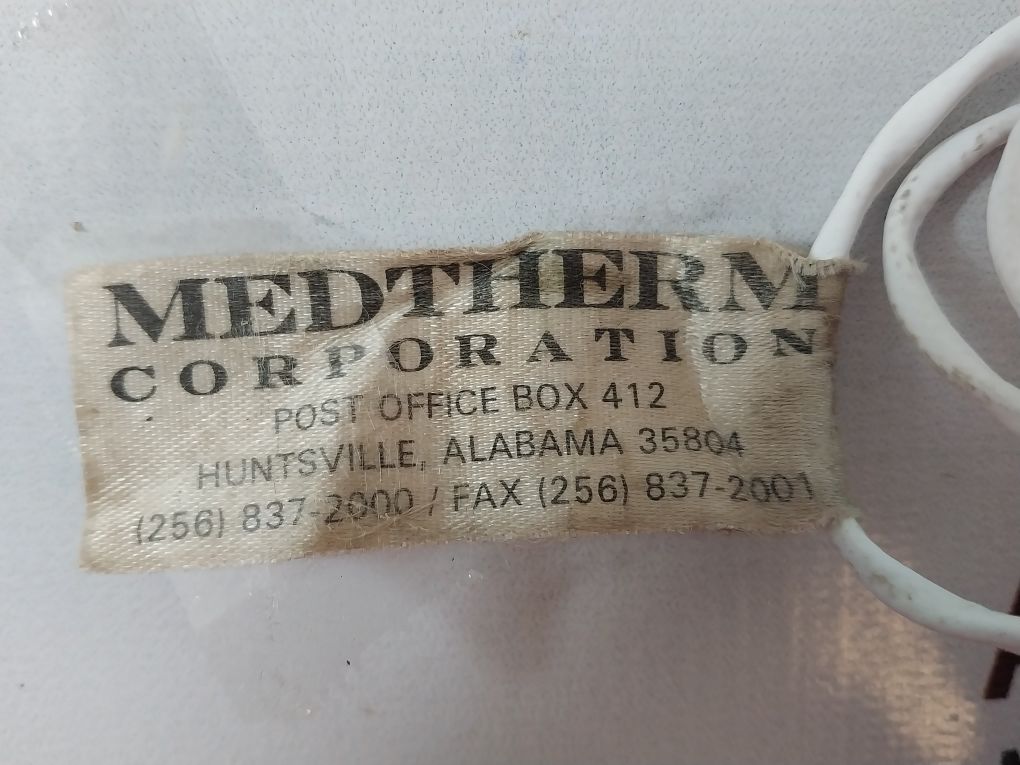 MEDTHERM
CORPORATION
POST OFFICE BOX 412
HUNTSVILLE, ALABAMA 35804
(256) 837-2000 / FAX (256) 837-2001